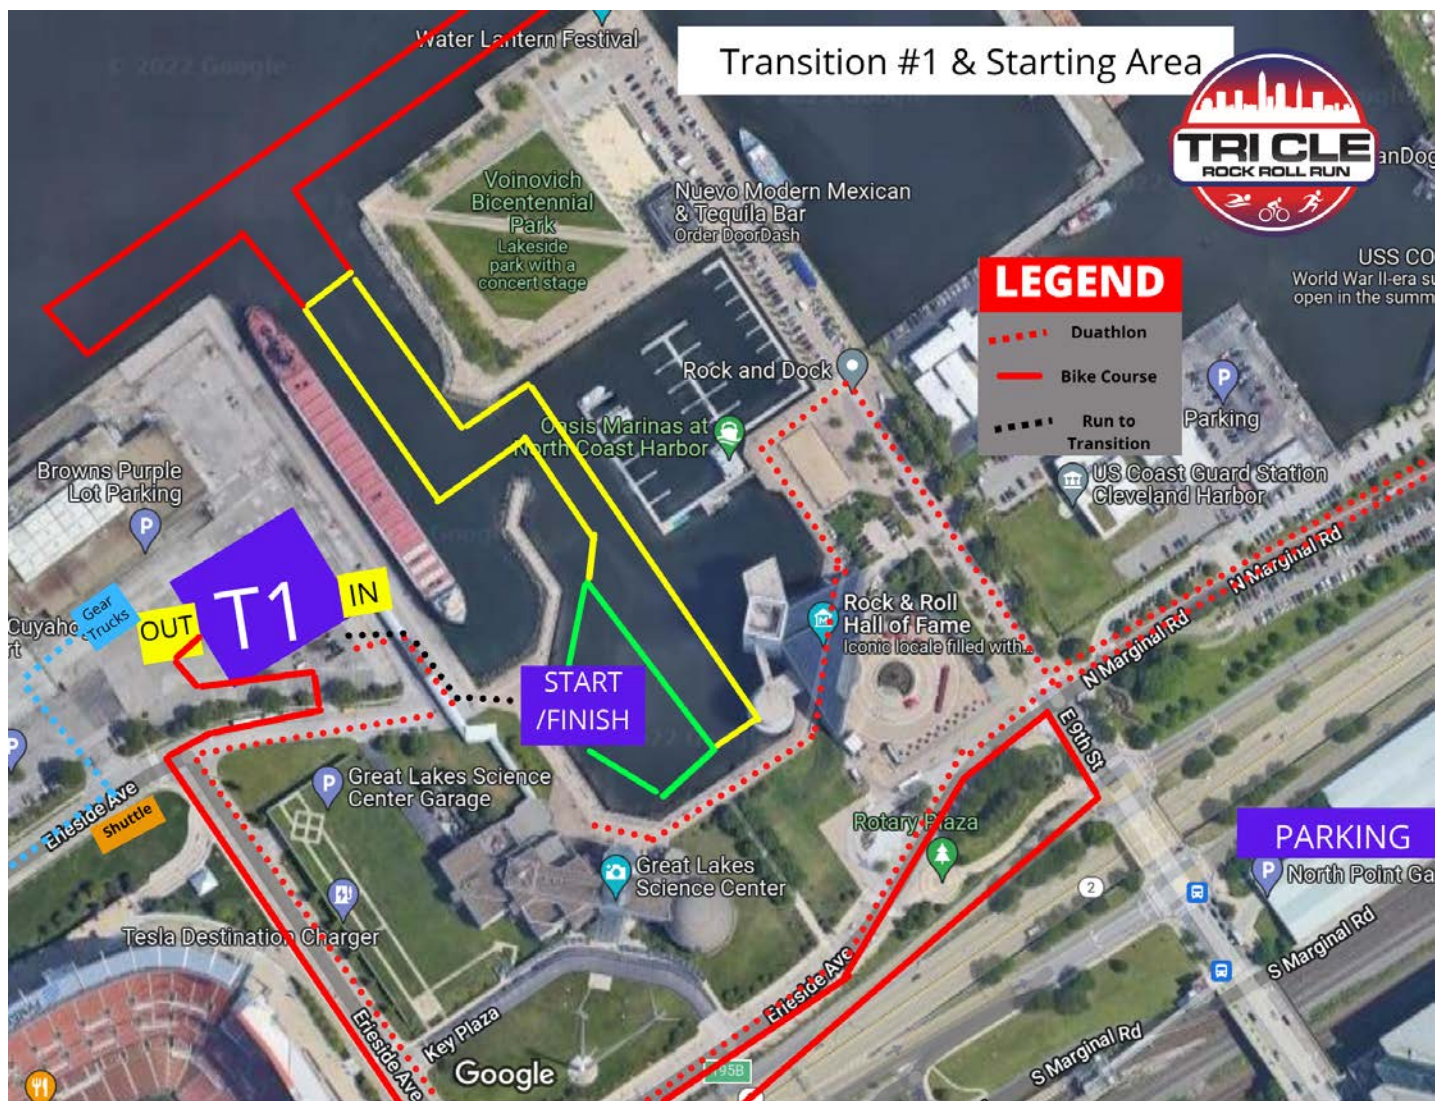 © 2022 Google
Water Lantern Festival
Transition #1 & Starting Area
TRI CLE
ROCK ROLL RUN
Voinovich
Bicentennial
Park
Lakeside
park with a
concert stage
Nuevo Modern Mexican
& Tequila Bar
Order DoorDash
USS CO
World War II-era su
open in the summ
LEGEND
Duathlon
Bike Course
Run to
Transition
Rock and Dock
P
Parking
Oasis Marinas at
North Coast Harbor
US Coast Guard Station
Cleveland Harbor
Browns Purple
Lot Parking
P
N Marginal Rd
N Marginal Rd
T1
IN
OUT
Gear
Trucks
Rock & Roll
Hall of Fame
Iconic locale filled with...
START
/FINISH
E 9th St
P
Great Lakes Science
Center Garage
P
Erieside Ave
Shuttle
Rotary Plaza
PARKING
P
North Point Ga
Great Lakes
Science Center
2
Tesla Destination Charger
S Marginal Rd
Erieside Ave
Erieside Ave
Key Plaza
S Marginal Rd
Google
195B